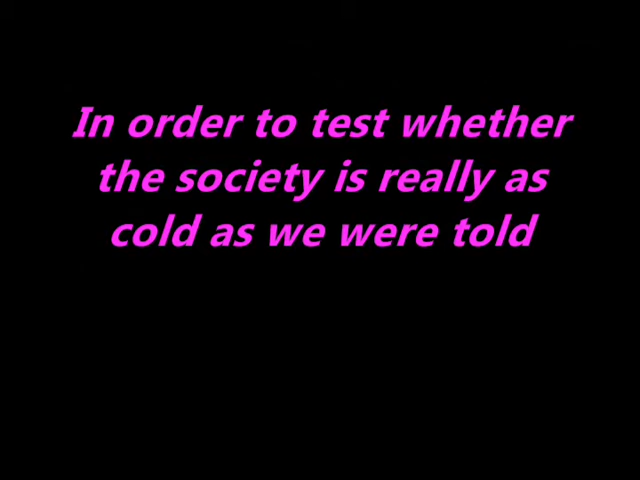 In order to test whether
the society is really as
cold as we were told